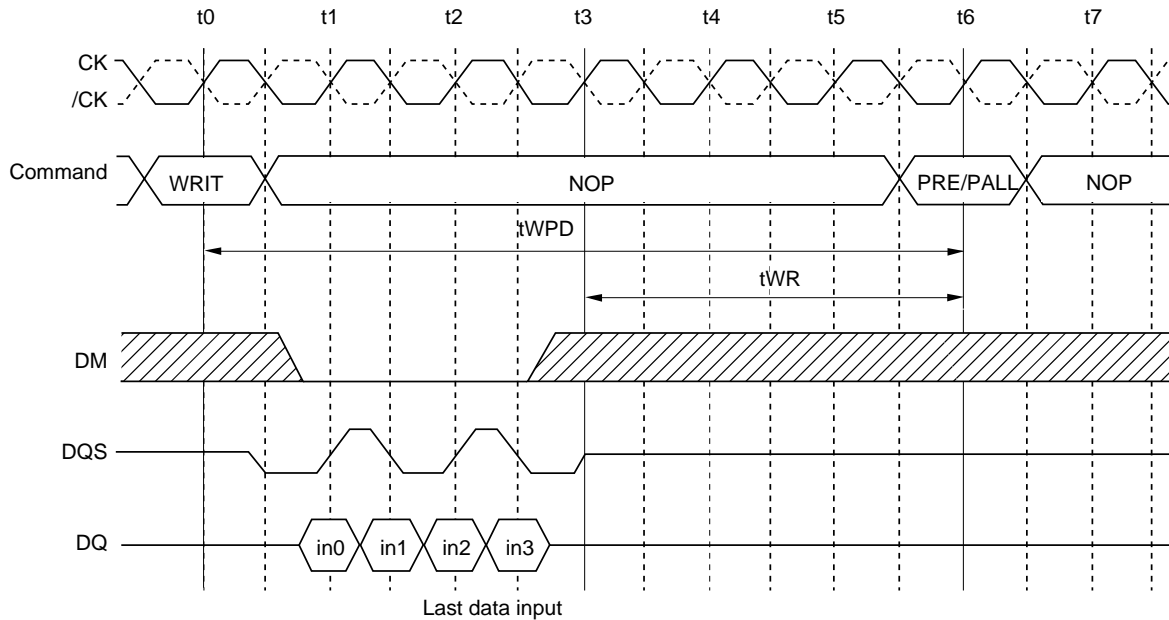 t0 t1 t2 t3 t4 t5 t6 t7
CK
/CK
Command WRIT NOP PRE/PALL NOP
tWPD
tWR
DM
DQS
DQ in0 in1 in2 in3
Last data input